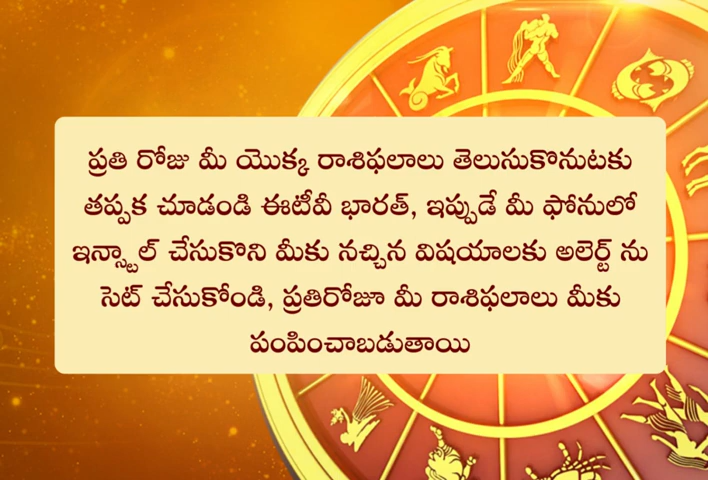 ప్రతి రోజు మీ యొక్క రాశిఫలాలు తెలుసుకొనుటకు
తప్పక చూడండి ఈటీవీ భారత్, ఇప్పుడే మీ ఫోనులో
ఇన్స్టాల్ చేసుకొని మీకు నచ్చిన విషయాలకు అలెర్ట్ ను
సెట్ చేసుకోండి, ప్రతిరోజూ మీ రాశిఫలాలు మీకు
పంపించాబడుతాయి